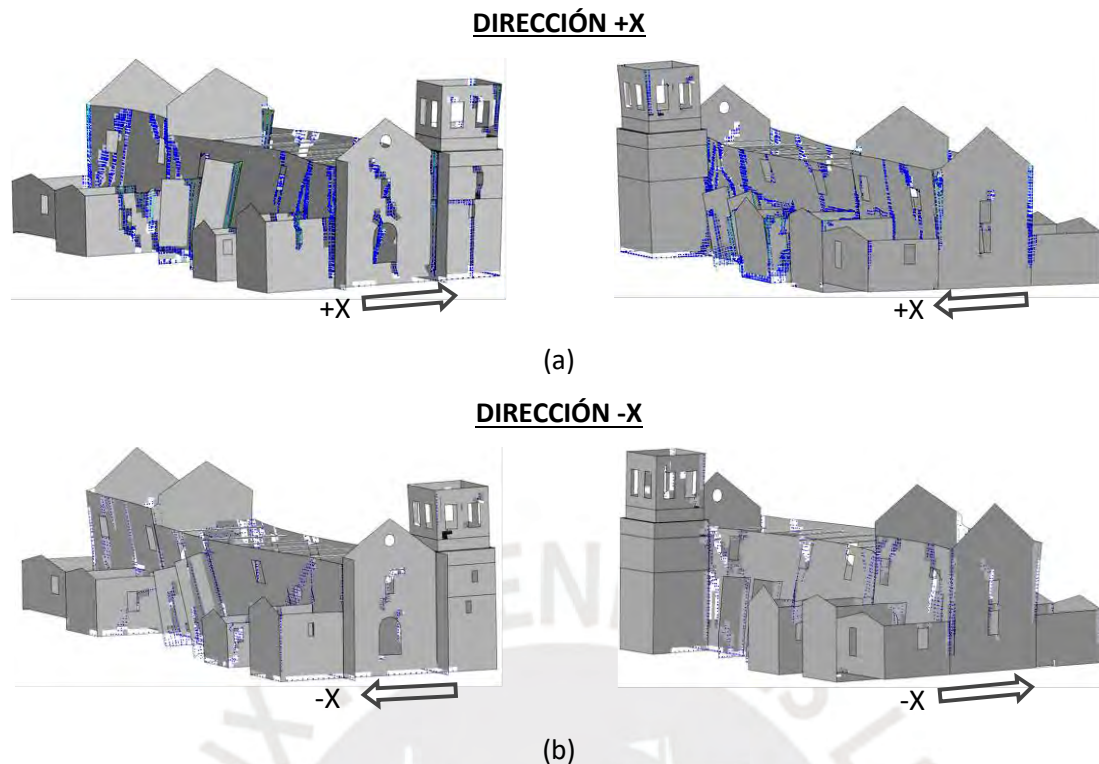 DIRECCIÓN +X
+X
+X
(a)
DIRECCIÓN -X
-X
-X
(b)